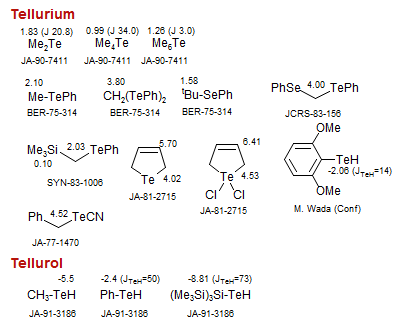 Tellurium
1.83 (J 20.8) 0.99 (J 34.0) 1.26 (J 3.0)
Me2Te Me4Te Me6Te
JA-90-7411 JA-90-7411 JA-90-7411
2.10 3.80 1.58
Me-TePh CH2(TePh)2 tBu-SePh PhSe 4.00 TePh
BER-75-314 BER-75-314 BER-75-314 JCRS-83-156
Me3Si 2.03 TePh
0.10
SYN-83-1006
5.70
Te 4.02
JA-81-2715
6.41
Te 4.53
Cl Cl
JA-81-2715
OMe
TeH
-2.06 (JTeH=14)
OMe
M. Wada (Conf)
Ph 4.52 TeCN
JA-77-1470
Tellurol
-5.5 -2.4 (JTeH=50) -8.81 (JTeH=73)
CH3-TeH Ph-TeH (Me3Si)3Si-TeH
JA-91-3186 JA-91-3186 JA-91-3186